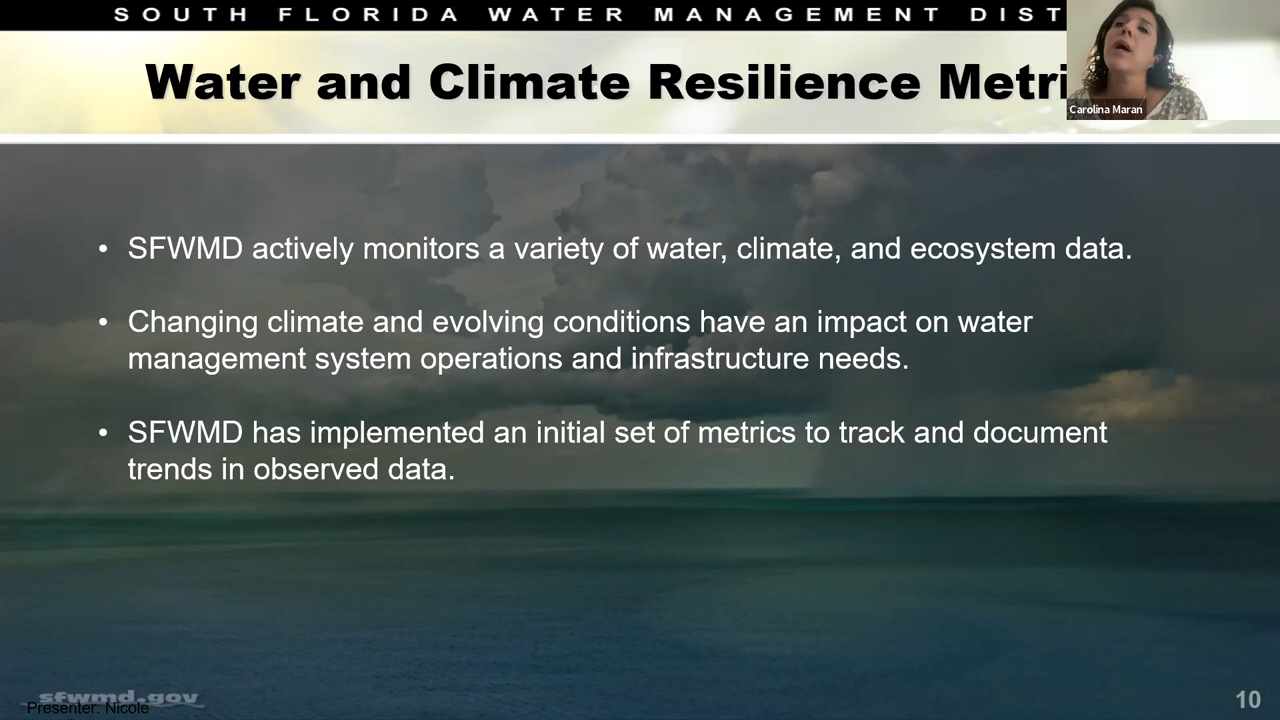 SOUTH FLORIDA WATER MANAGEMENT DIST
Water and Climate Resilience Metri
Carolina Maran
• SFWMD actively monitors a variety of water, climate, and ecosystem data.
• Changing climate and evolving conditions have an impact on water
management system operations and infrastructure needs.
• SFWMD has implemented an initial set of metrics to track and document
trends in observed data.
sfwmd.gov
Presenter: Nicole
10